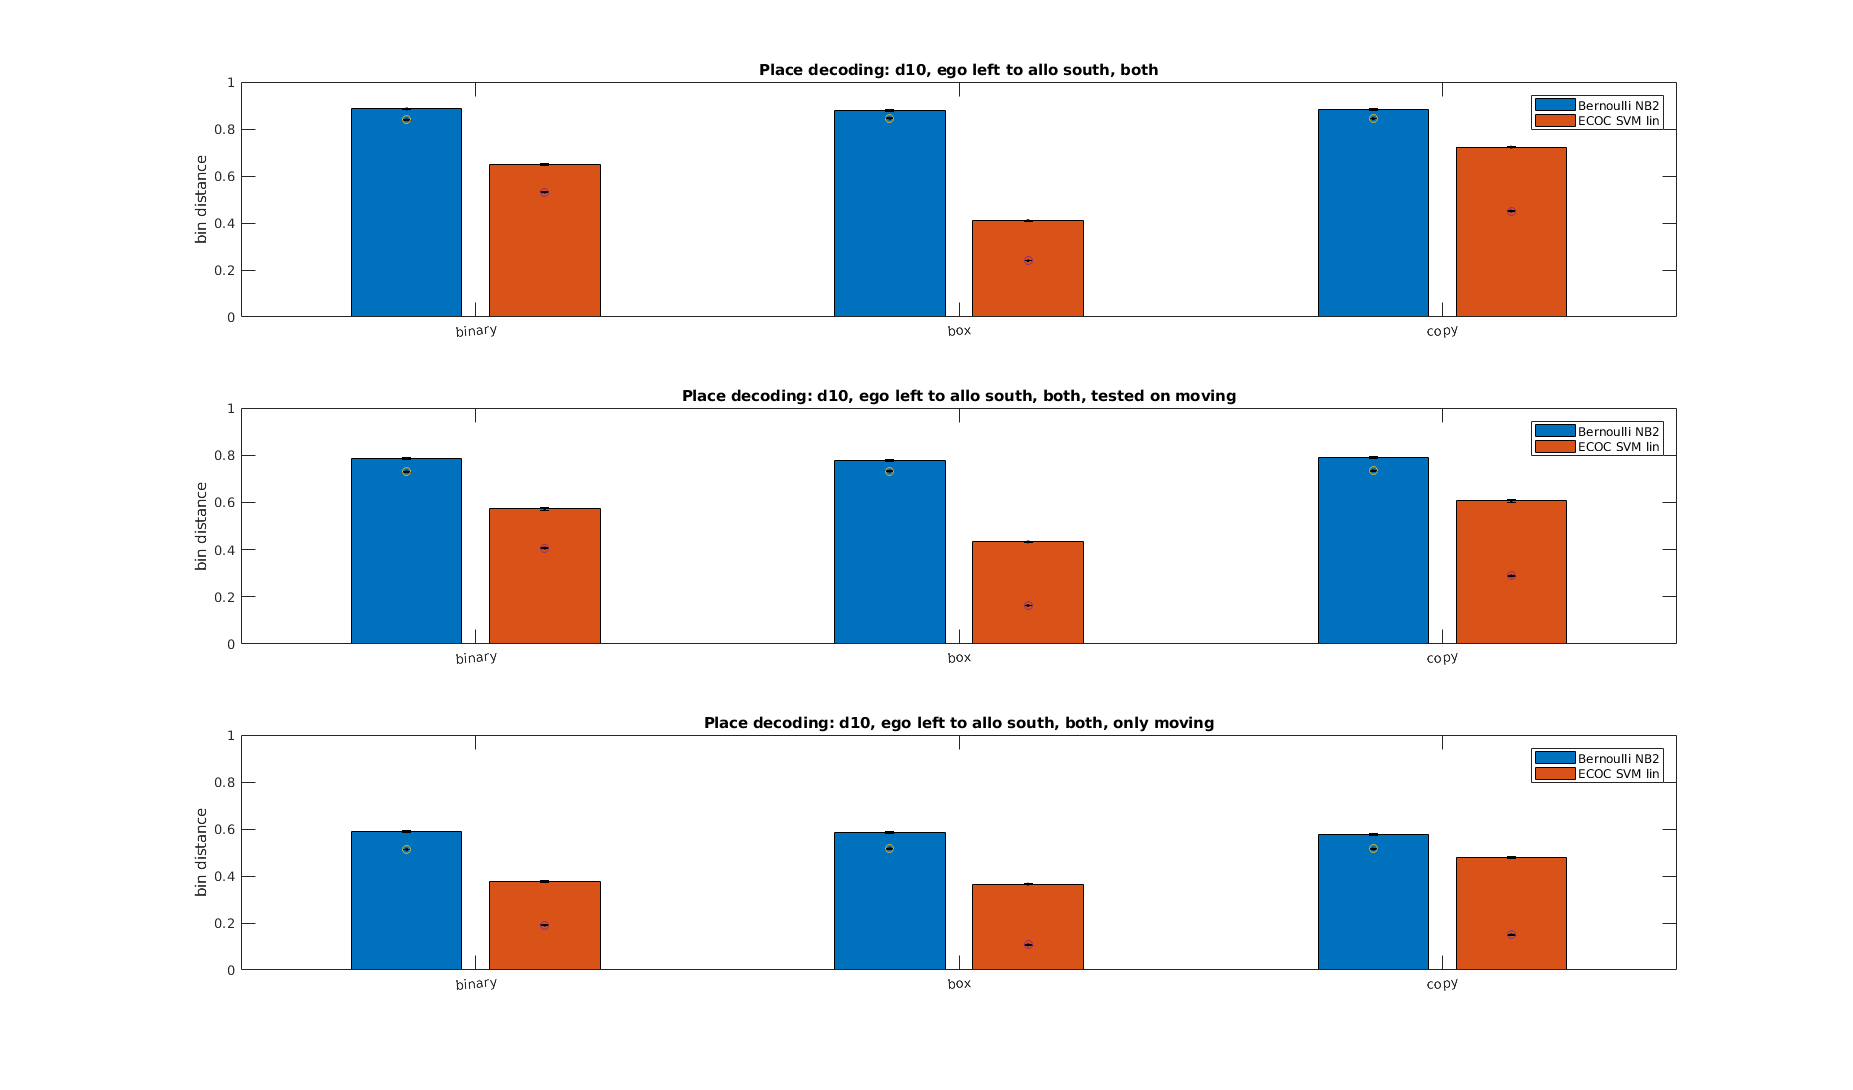 Place decoding: d10, ego left to allo south, both
1
0.8
0.6
0.4
0.2
0
bin distance
binary
box
copy
Bernoulli NB2
ECOC SVM lin
Place decoding: d10, ego left to allo south, both, tested on moving
1
0.8
0.6
0.4
0.2
0
bin distance
binary
box
copy
Bernoulli NB2
ECOC SVM lin
Place decoding: d10, ego left to allo south, both, only moving
1
0.8
0.6
0.4
0.2
0
bin distance
binary
box
copy
Bernoulli NB2
ECOC SVM lin